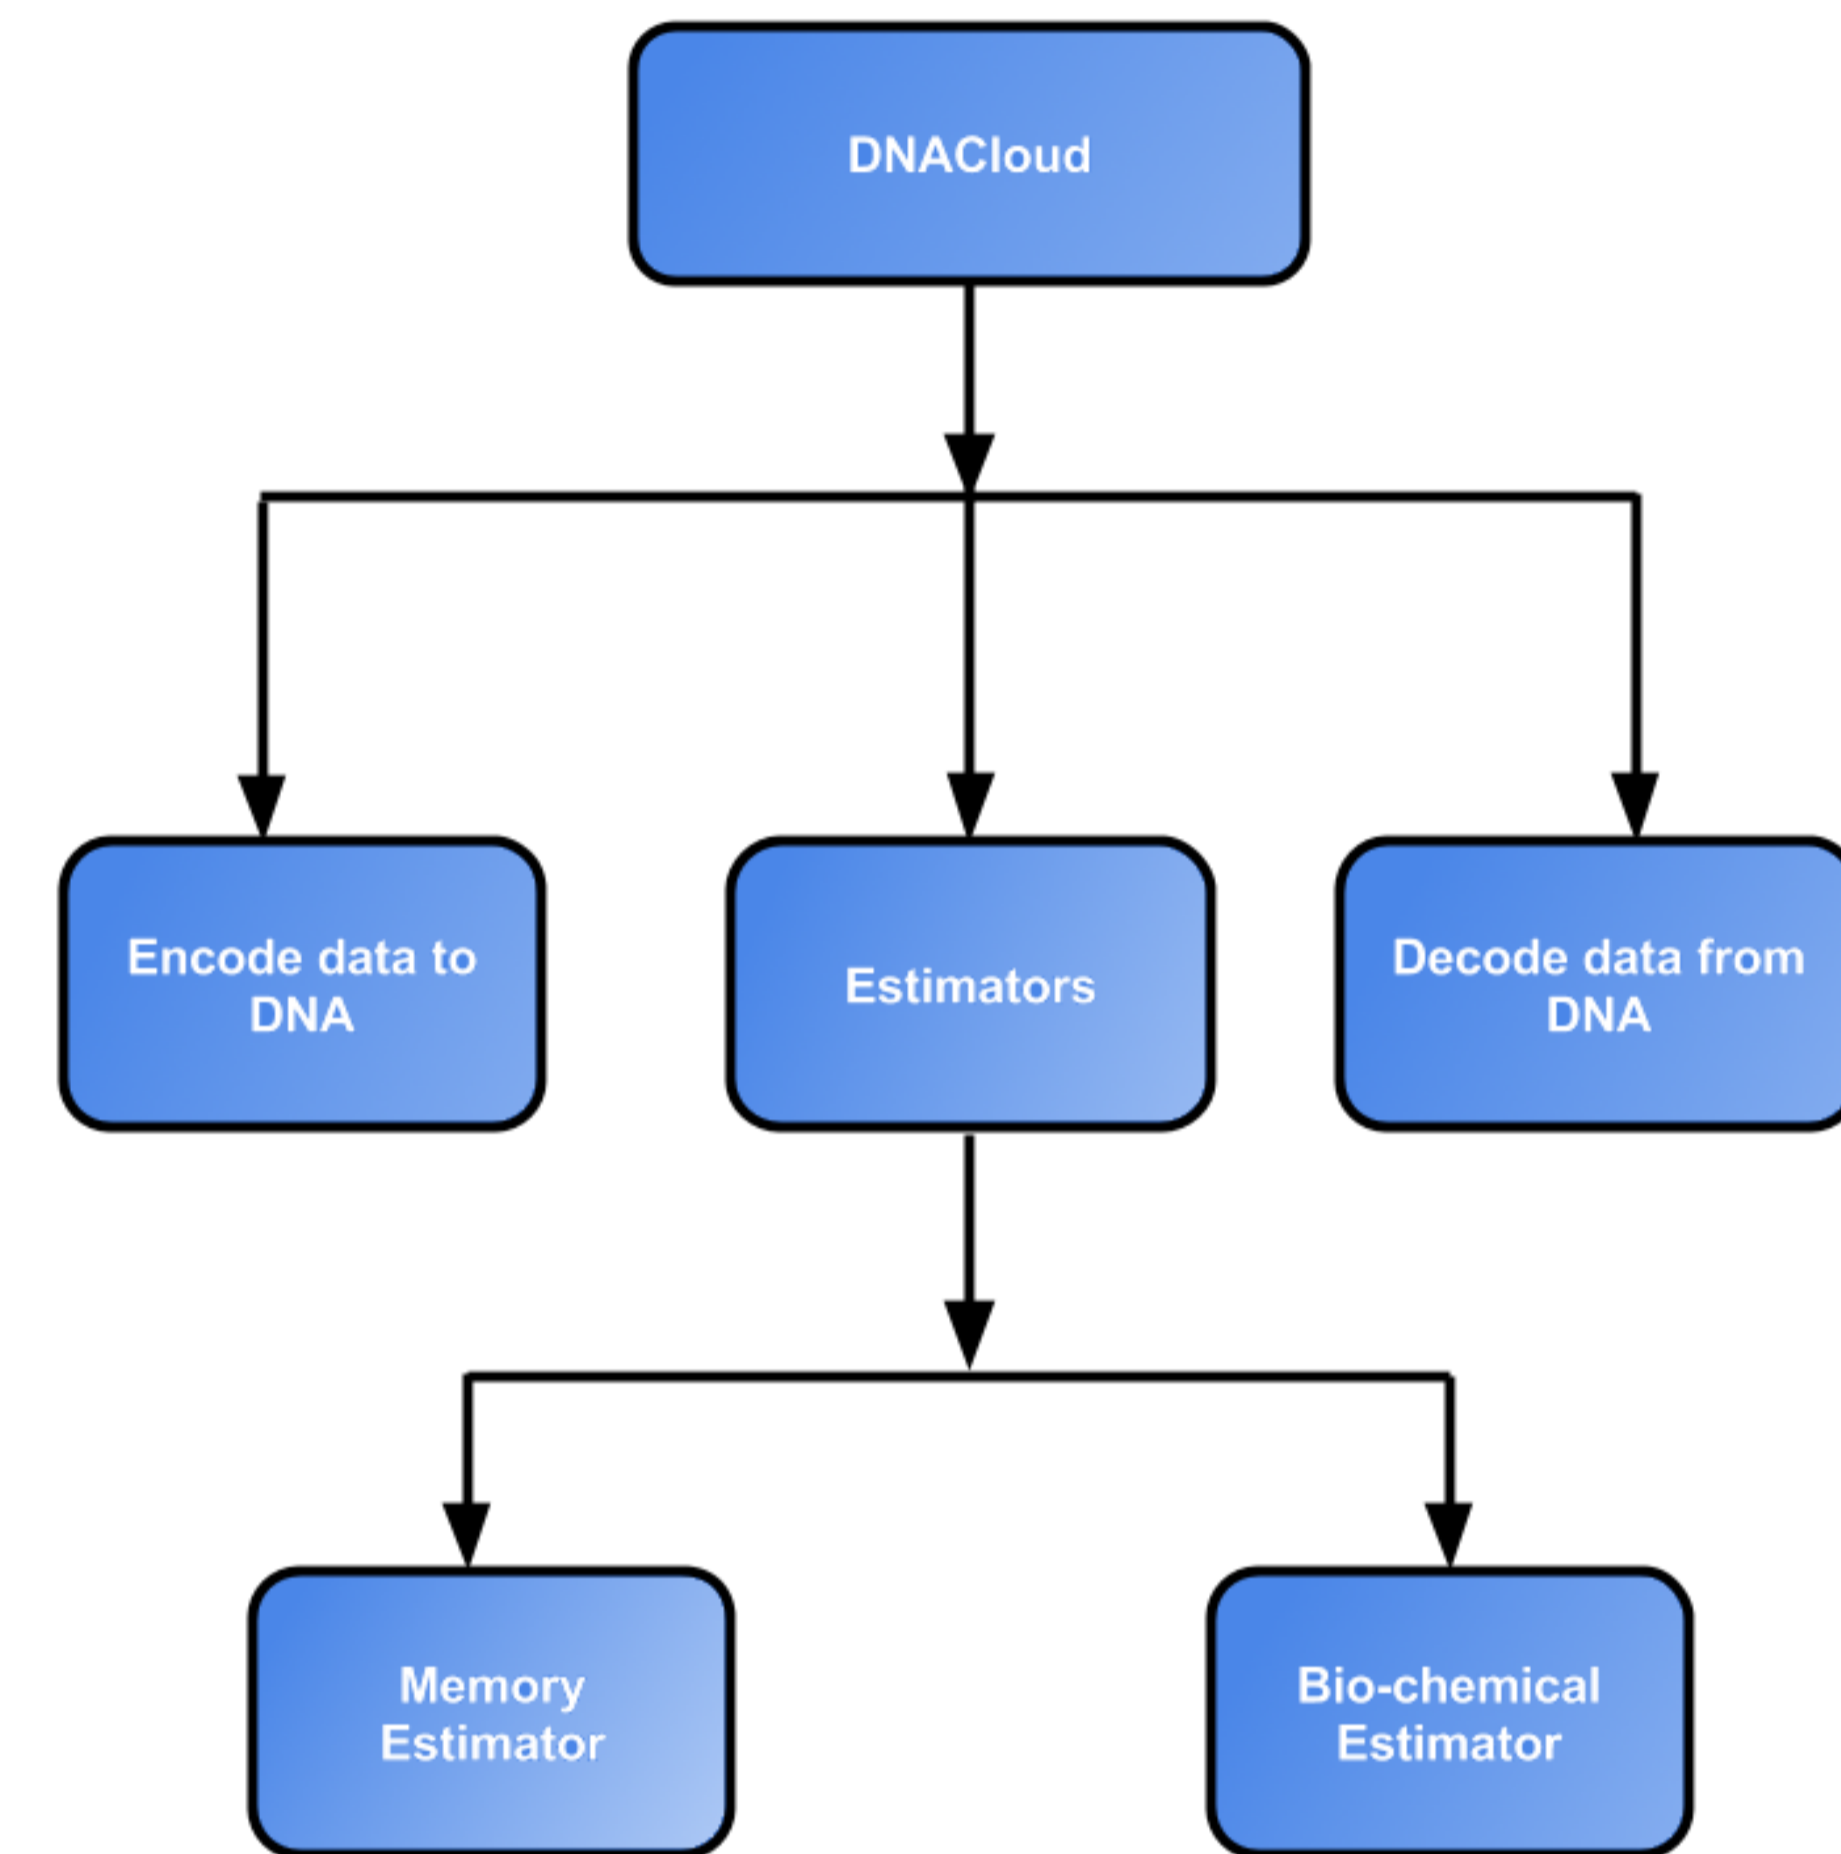 DNACloud
Encode data to
DNA
Estimators
Decode data from
DNA
Memory
Estimator
Bio-chemical
Estimator